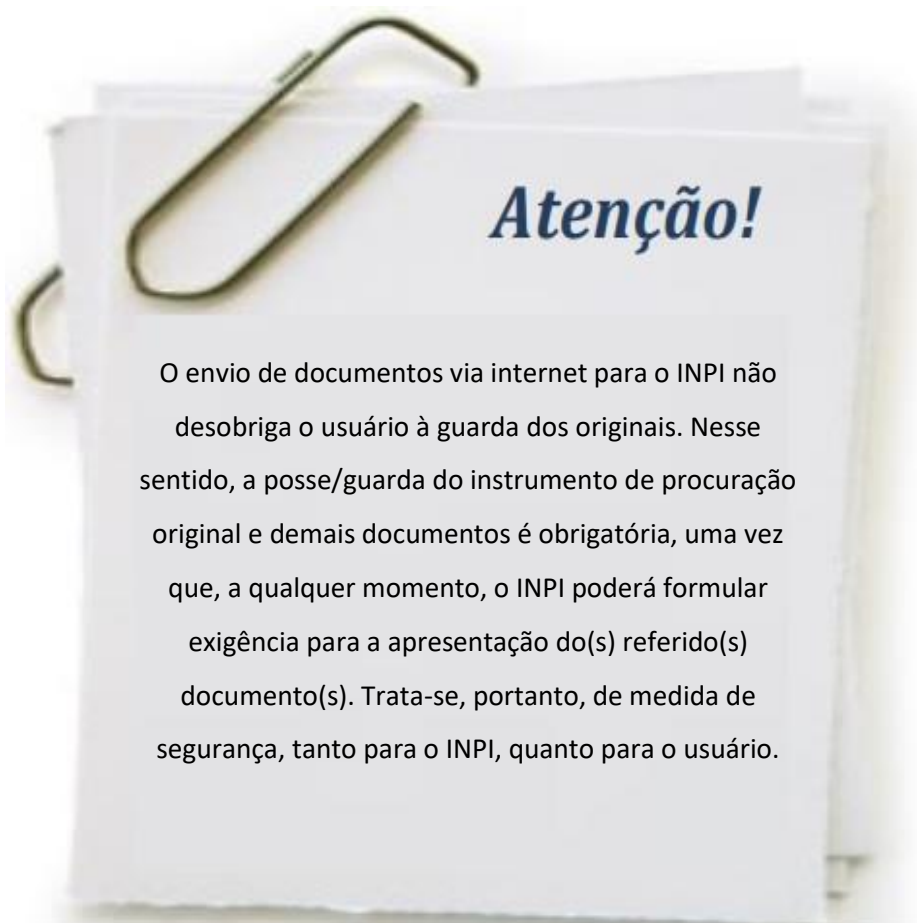 Atenção!
O envio de documentos via internet para o INPI não
desobriga o usuário à guarda dos originais. Nesse
sentido, a posse/guarda do instrumento de procuração
original e demais documentos é obrigatória, uma vez
que, a qualquer momento, o INPI poderá formular
exigência para a apresentação do(s) referido(s)
documento(s). Trata-se, portanto, de medida de
segurança, tanto para o INPI, quanto para o usuário.